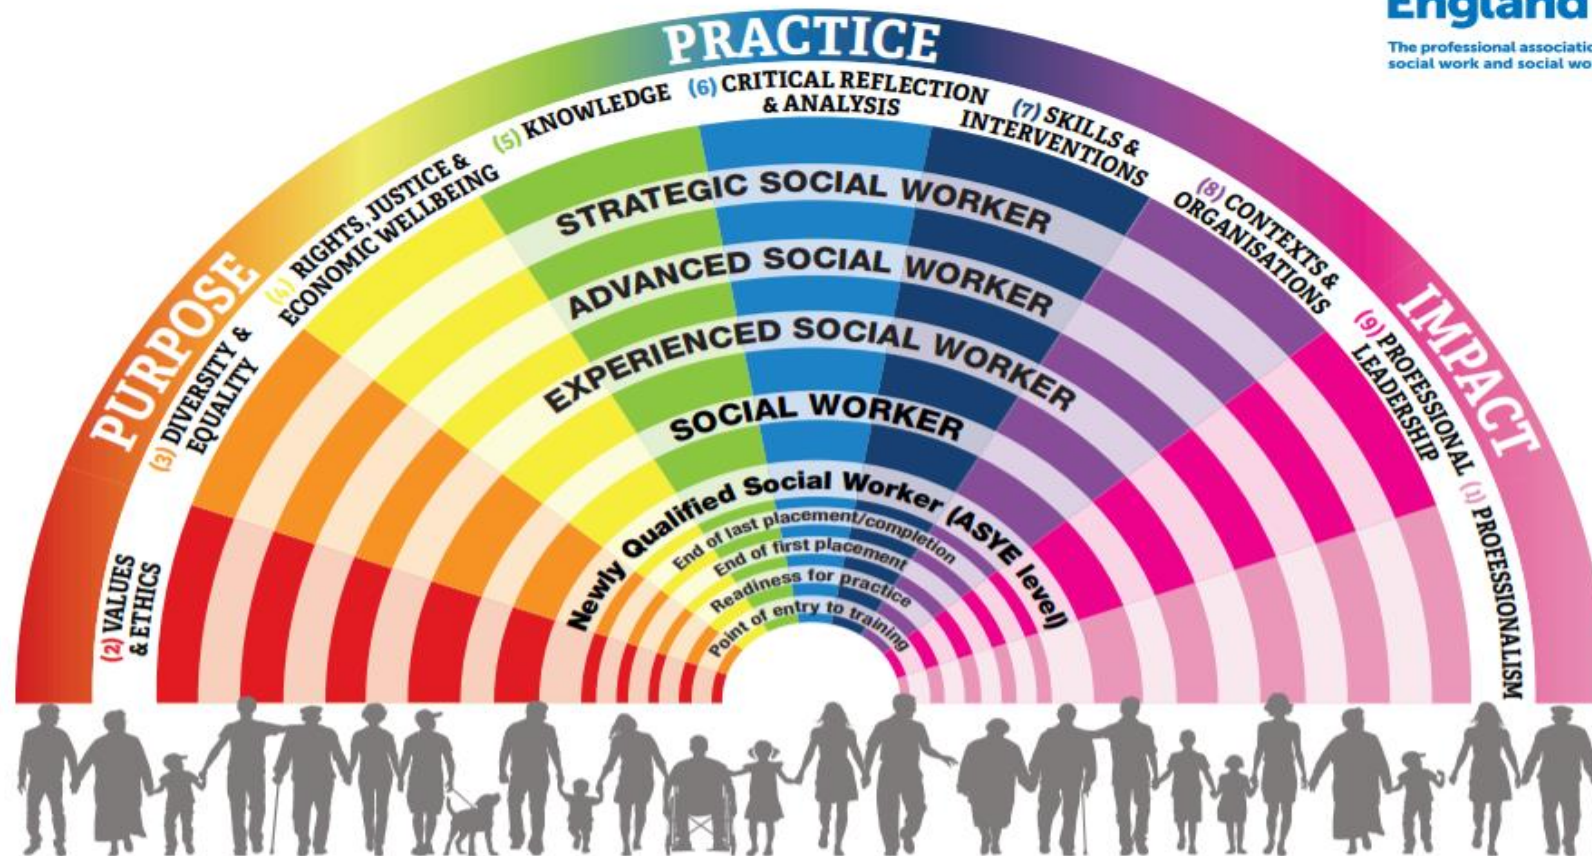 England
The professional association
social work and social wo
PURPOSE
PRACTICE
IMPACT
(2) VALUES
& ETHICS
(3) DIVERSITY &
EQUALITY
(4) RIGHTS, JUSTICE &
ECONOMIC WELLBEING
(5) KNOWLEDGE
(6) CRITICAL REFLECTION
& ANALYSIS
(7) SKILLS &
INTERVENTIONS
(8) CONTEXTS &
ORGANISATIONS
(9) PROFESSIONAL
LEADERSHIP
(1) PROFESSIONALISM
STRATEGIC SOCIAL WORKER
ADVANCED SOCIAL WORKER
EXPERIENCED SOCIAL WORKER
SOCIAL WORKER
Newly Qualified Social Worker (ASYE level)
End of last placement/completion
End of first placement
Readiness for practice
Point of entry to training